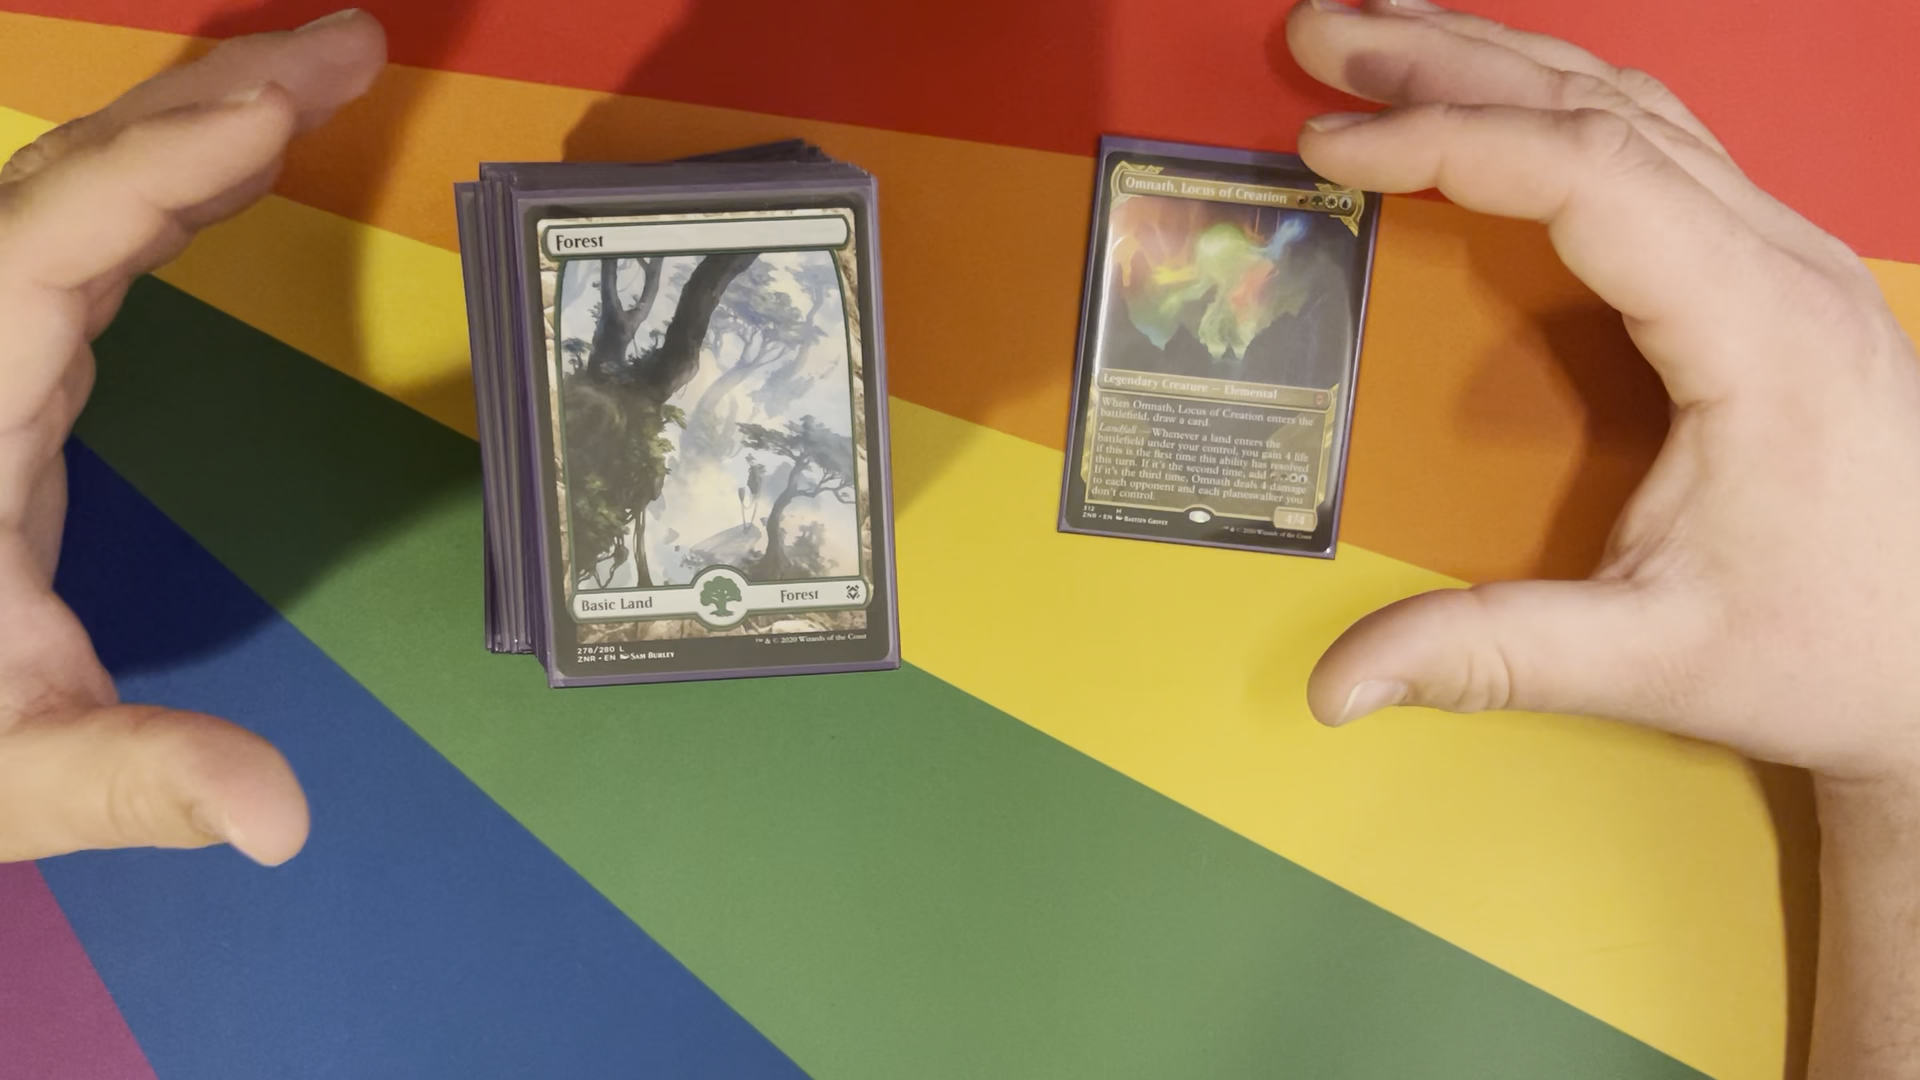 Forest
Basic Land
Forest
278/280 L
ZNR • EN SAM BURLEY
™ & © 2020 Wizards of the Coast
Omnath, Locus of Creation
Legendary Creature — Elemental
When Omnath, Locus of Creation enters the
battlefield, draw a card.
Landfall — Whenever a land enters the
battlefield under your control, you gain 4 life
if this is the first time this ability has resolved
this turn. If it's the second time, add
If it's the third time, Omnath deals 4 damage
to each opponent and each planeswalker you
don't control.
4/4
312 M
ZNR • EN BASTIEN GRIVET
™ & © 2020 Wizards of the Coast